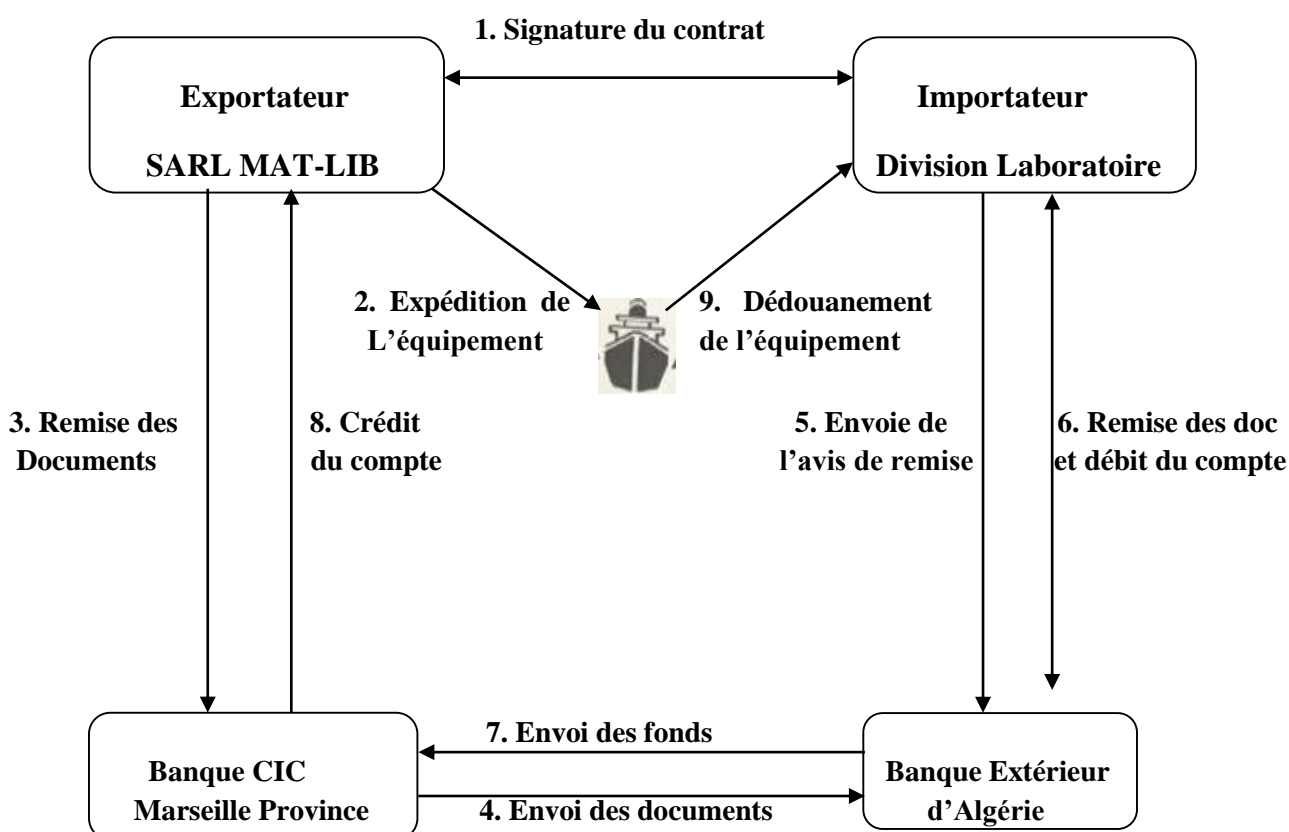 1. Signature du contrat
Exportateur
SARL MAT-LIB
Importateur
Division Laboratoire
2. Expédition de
L’équipement
9. Dédouanement
de l’équipement
3. Remise des
Documents
8. Crédit
du compte
5. Envoie de
l’avis de remise
6. Remise des doc
et débit du compte
7. Envoi des fonds
Banque CIC
Marseille Province
4. Envoi des documents
Banque Extérieur
d’Algérie